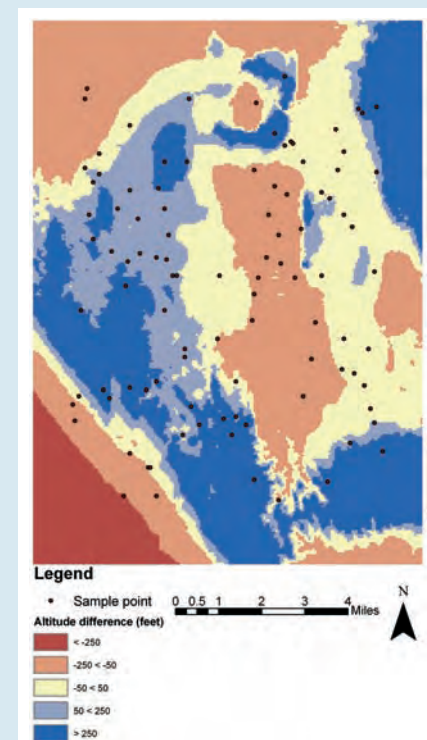 Legend
Sample point
0 0.5 1 2 3 4
Miles
N
Altitude difference (feet)
< -250
-250 < -50
-50 < 50
50 < 250
> 250